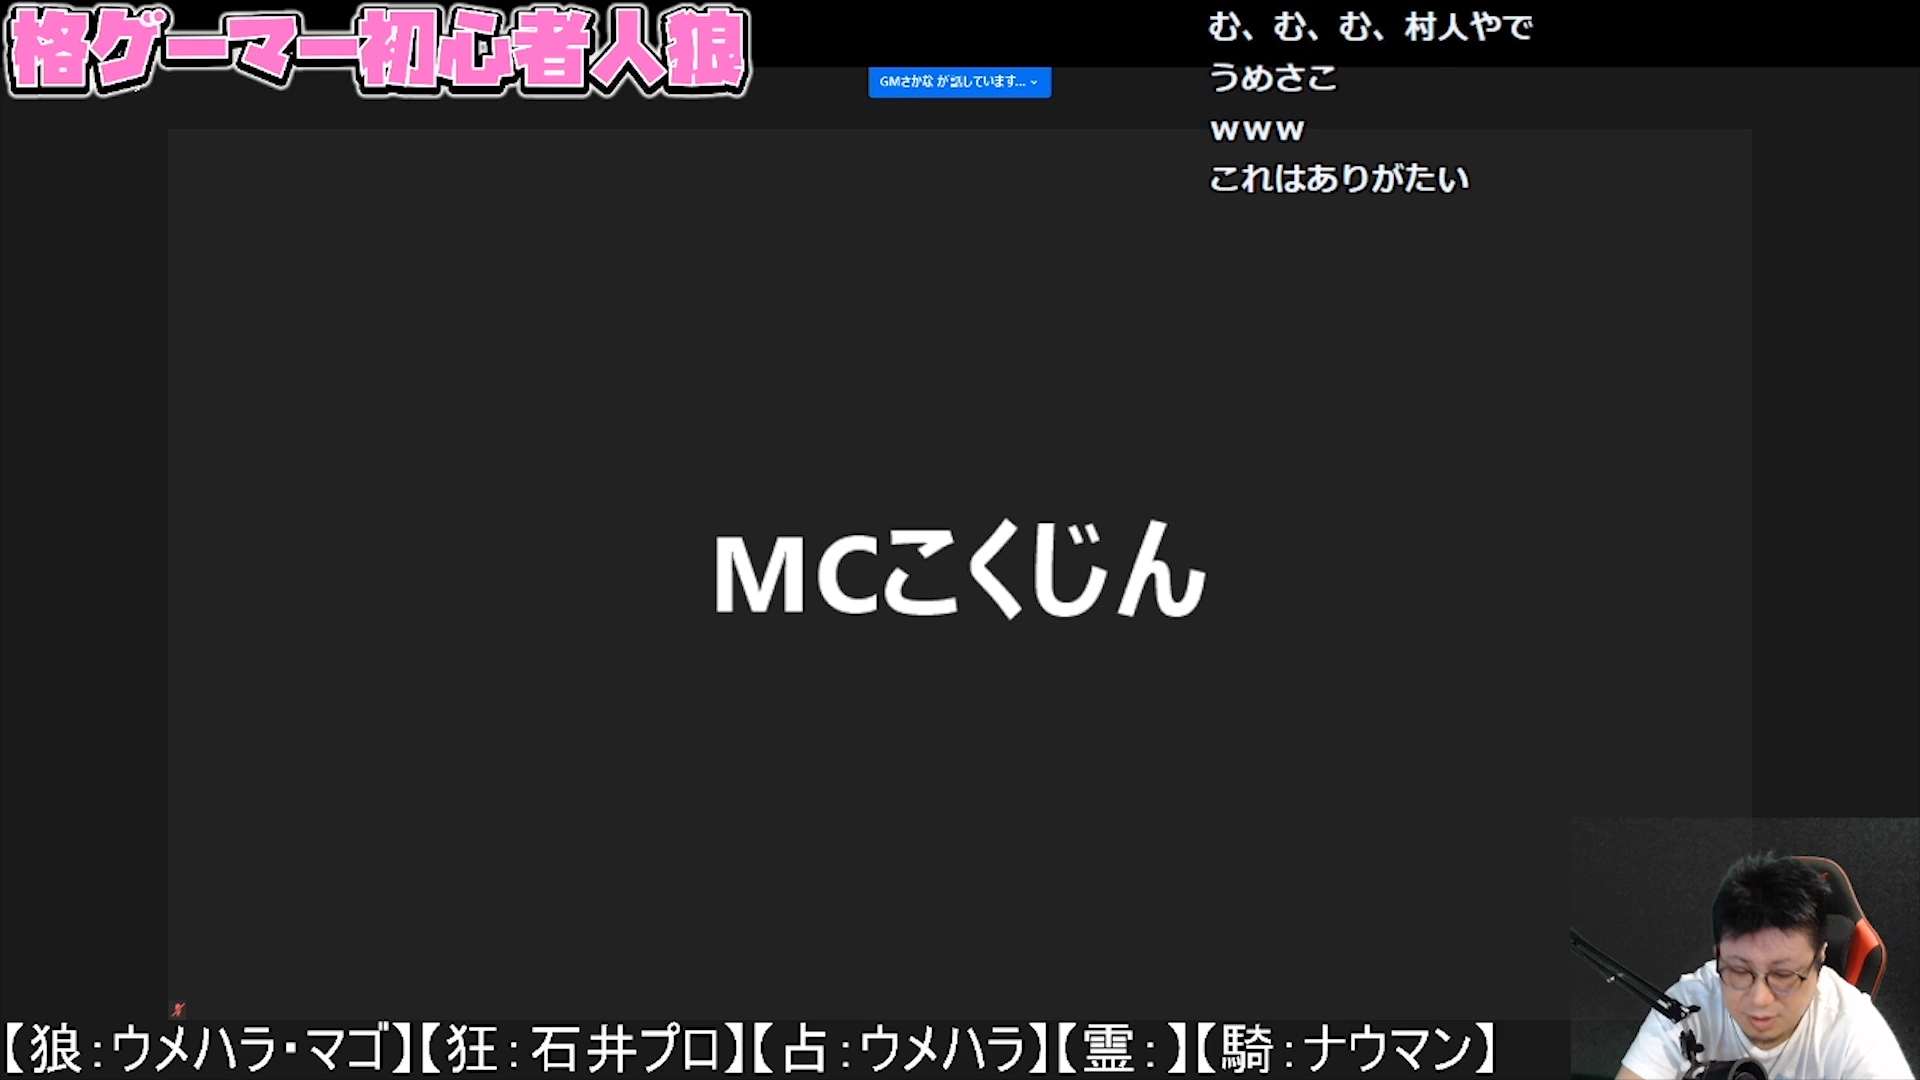 格ゲーマー初心者人狼
GMさかな が話しています...
む、む、む、村人やで
うめさこ
www
これはありがたい
MCこくじん
【狼:ウメハラ・マゴ】【狂:石井プロ】【占:ウメハラ】【霊:】【騎:ナウマン】